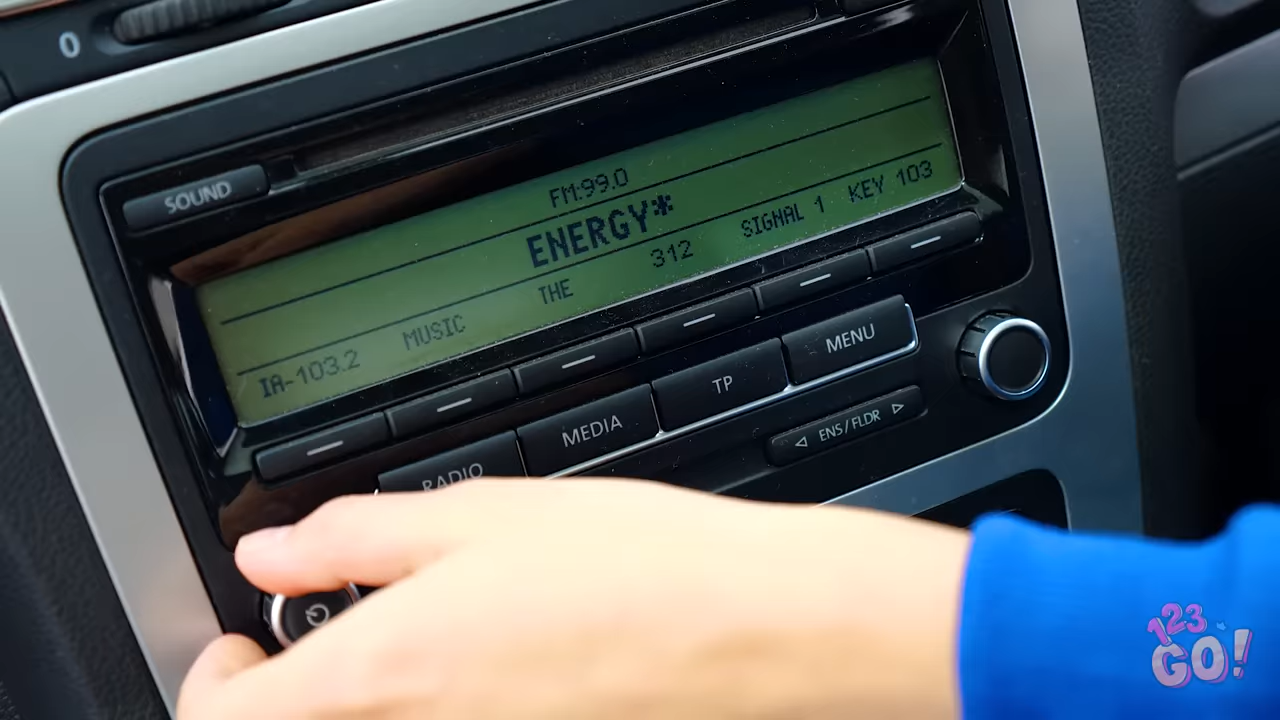 0
SOUND
FM:99.0
ENERGY*
IA-103.2 MUSIC THE 312 SIGNAL 1 KEY 103
RADIO MEDIA TP MENU
ENS/FLDR
123 GO!